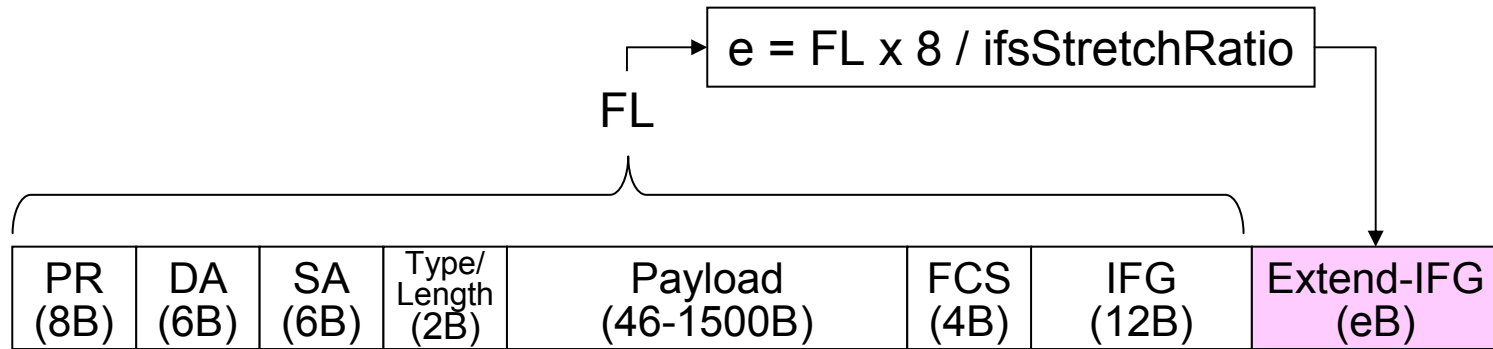 e = FL x 8 / ifsStretchRatio
FL
PR
(8B)
DA
(6B)
SA
(6B)
Type/
Length
(2B)
Payload
(46-1500B)
FCS
(4B)
IFG
(12B)
Extend-IFG
(eB)